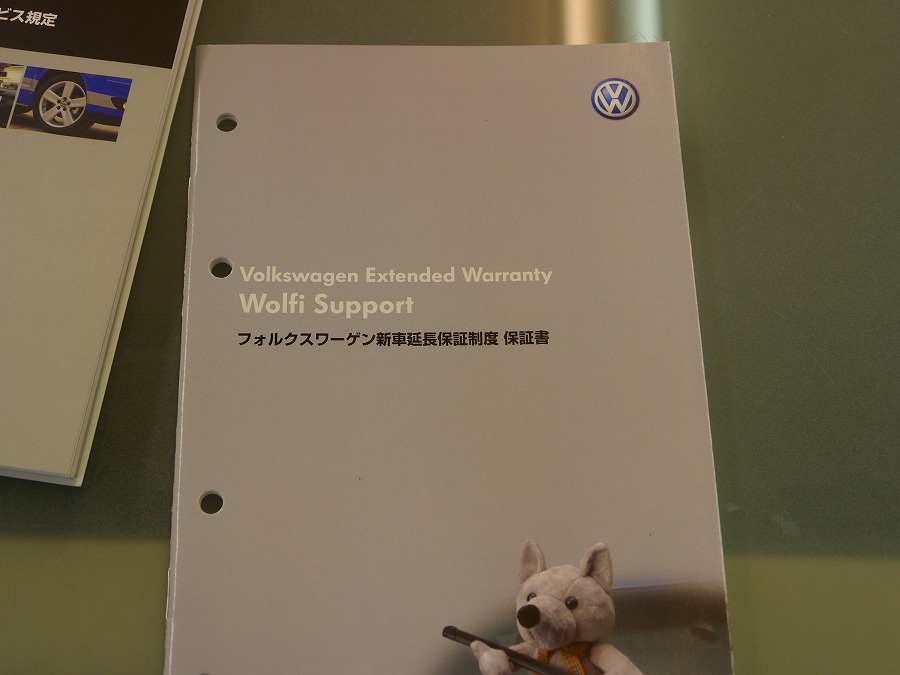 ビス規定
Volkswagen Extended Warranty
Wolfi Support
フォルクスワーゲン新車延長保証制度 保証書